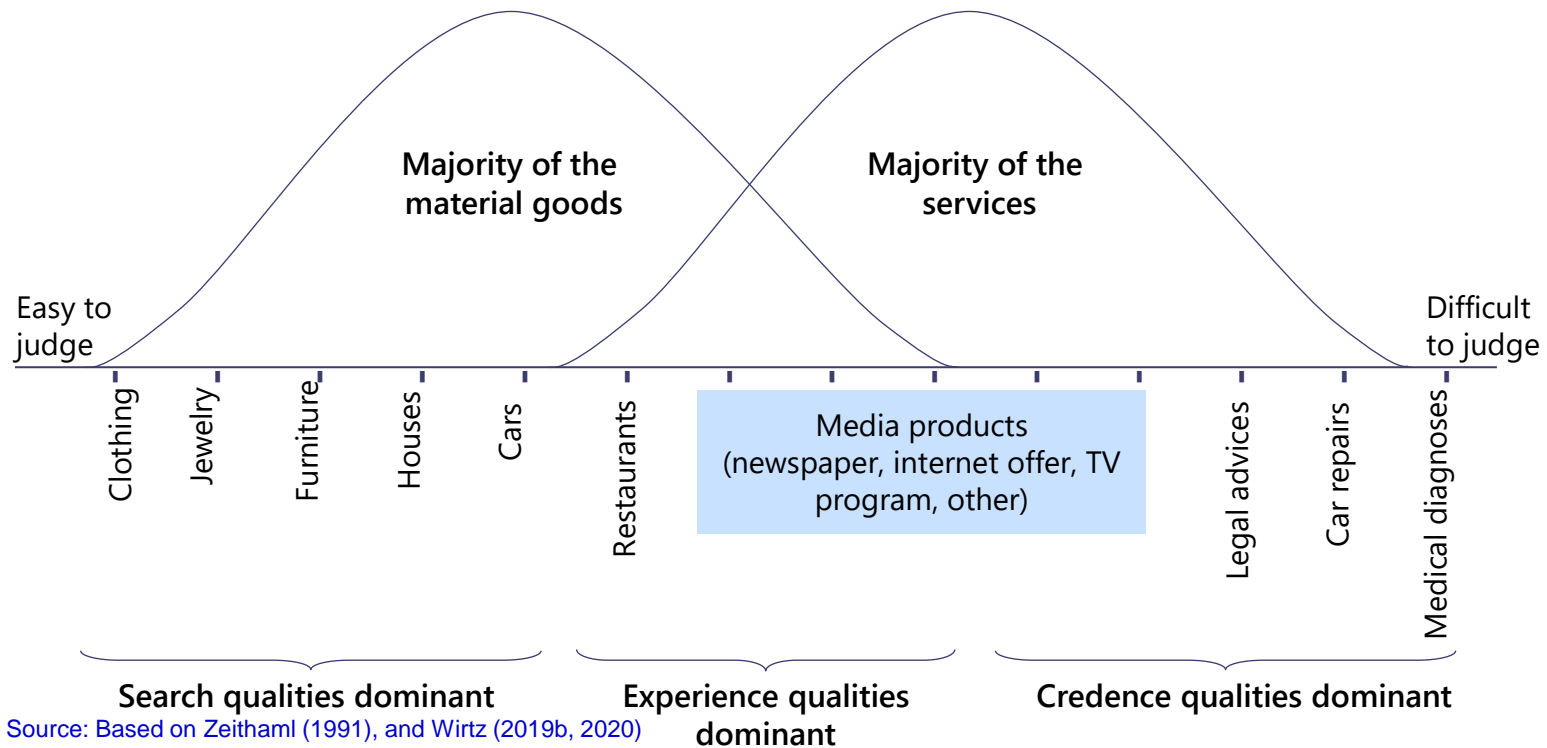 Majority of the
material goods
Majority of the
services
Easy to
judge
Difficult
to judge
Clothing
Jewelry
Furniture
Houses
Cars
Restaurants
Media products
(newspaper, internet offer, TV
program, other)
Legal advices
Car repairs
Medical diagnoses
Search qualities dominant
Experience qualities
dominant
Credence qualities dominant
Source: Based on Zeithaml (1991), and Wirtz (2019b, 2020)